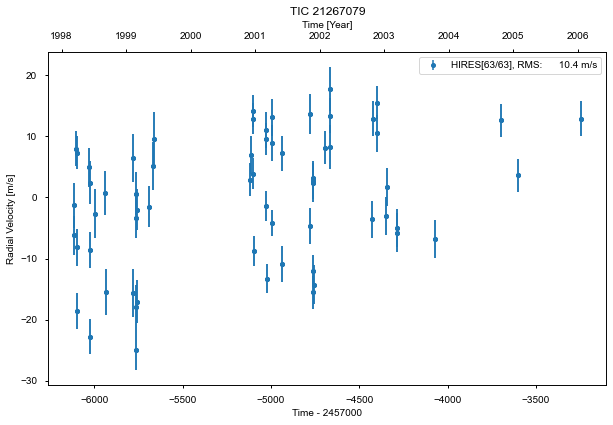 TIC 21267079
Time [Year]
1998 1999 2000 2001 2002 2003 2004 2005 2006
HIRES[63/63], RMS: 10.4 m/s
Radial Velocity [m/s]
20
10
0
−10
−20
−30
−6000 −5500 −5000 −4500 −4000 −3500
Time - 2457000